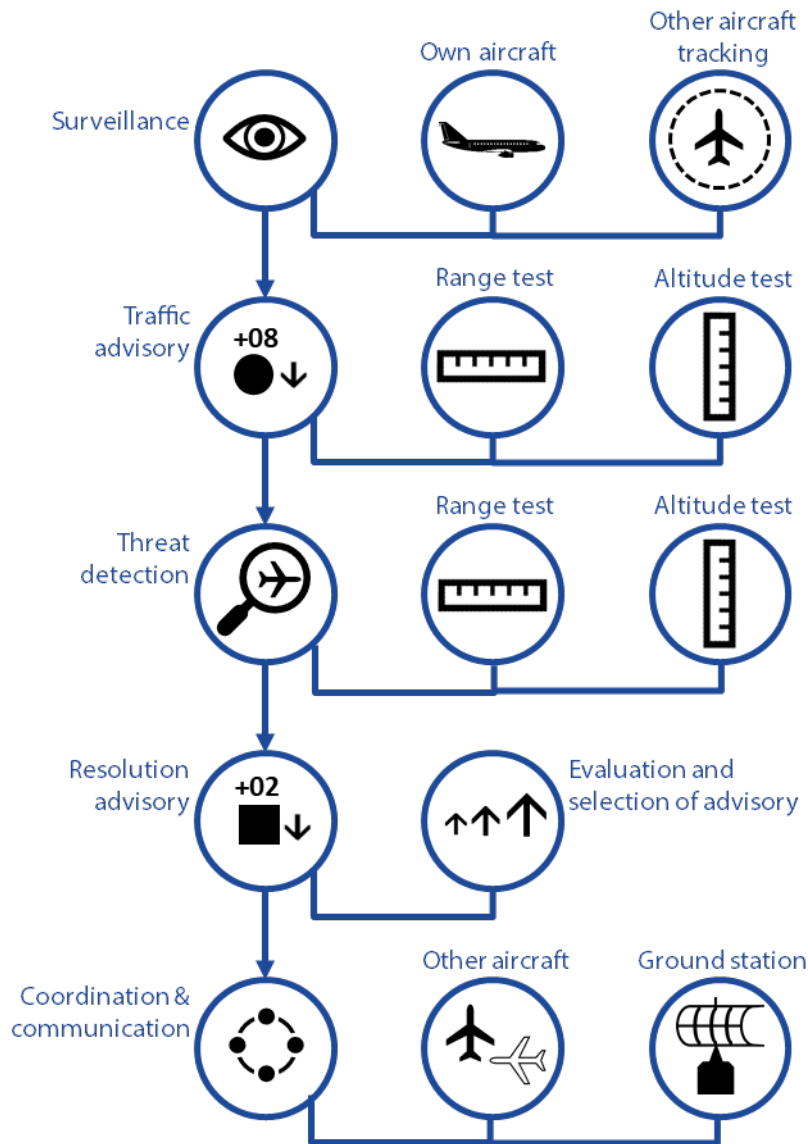 Surveillance
Own aircraft
Other aircraft
tracking
Traffic
advisory
+08
Range test
Altitude test
Threat
detection
Range test
Altitude test
Resolution
advisory
+02
Evaluation and
selection of advisory
Coordination &
communication
Other aircraft
Ground station